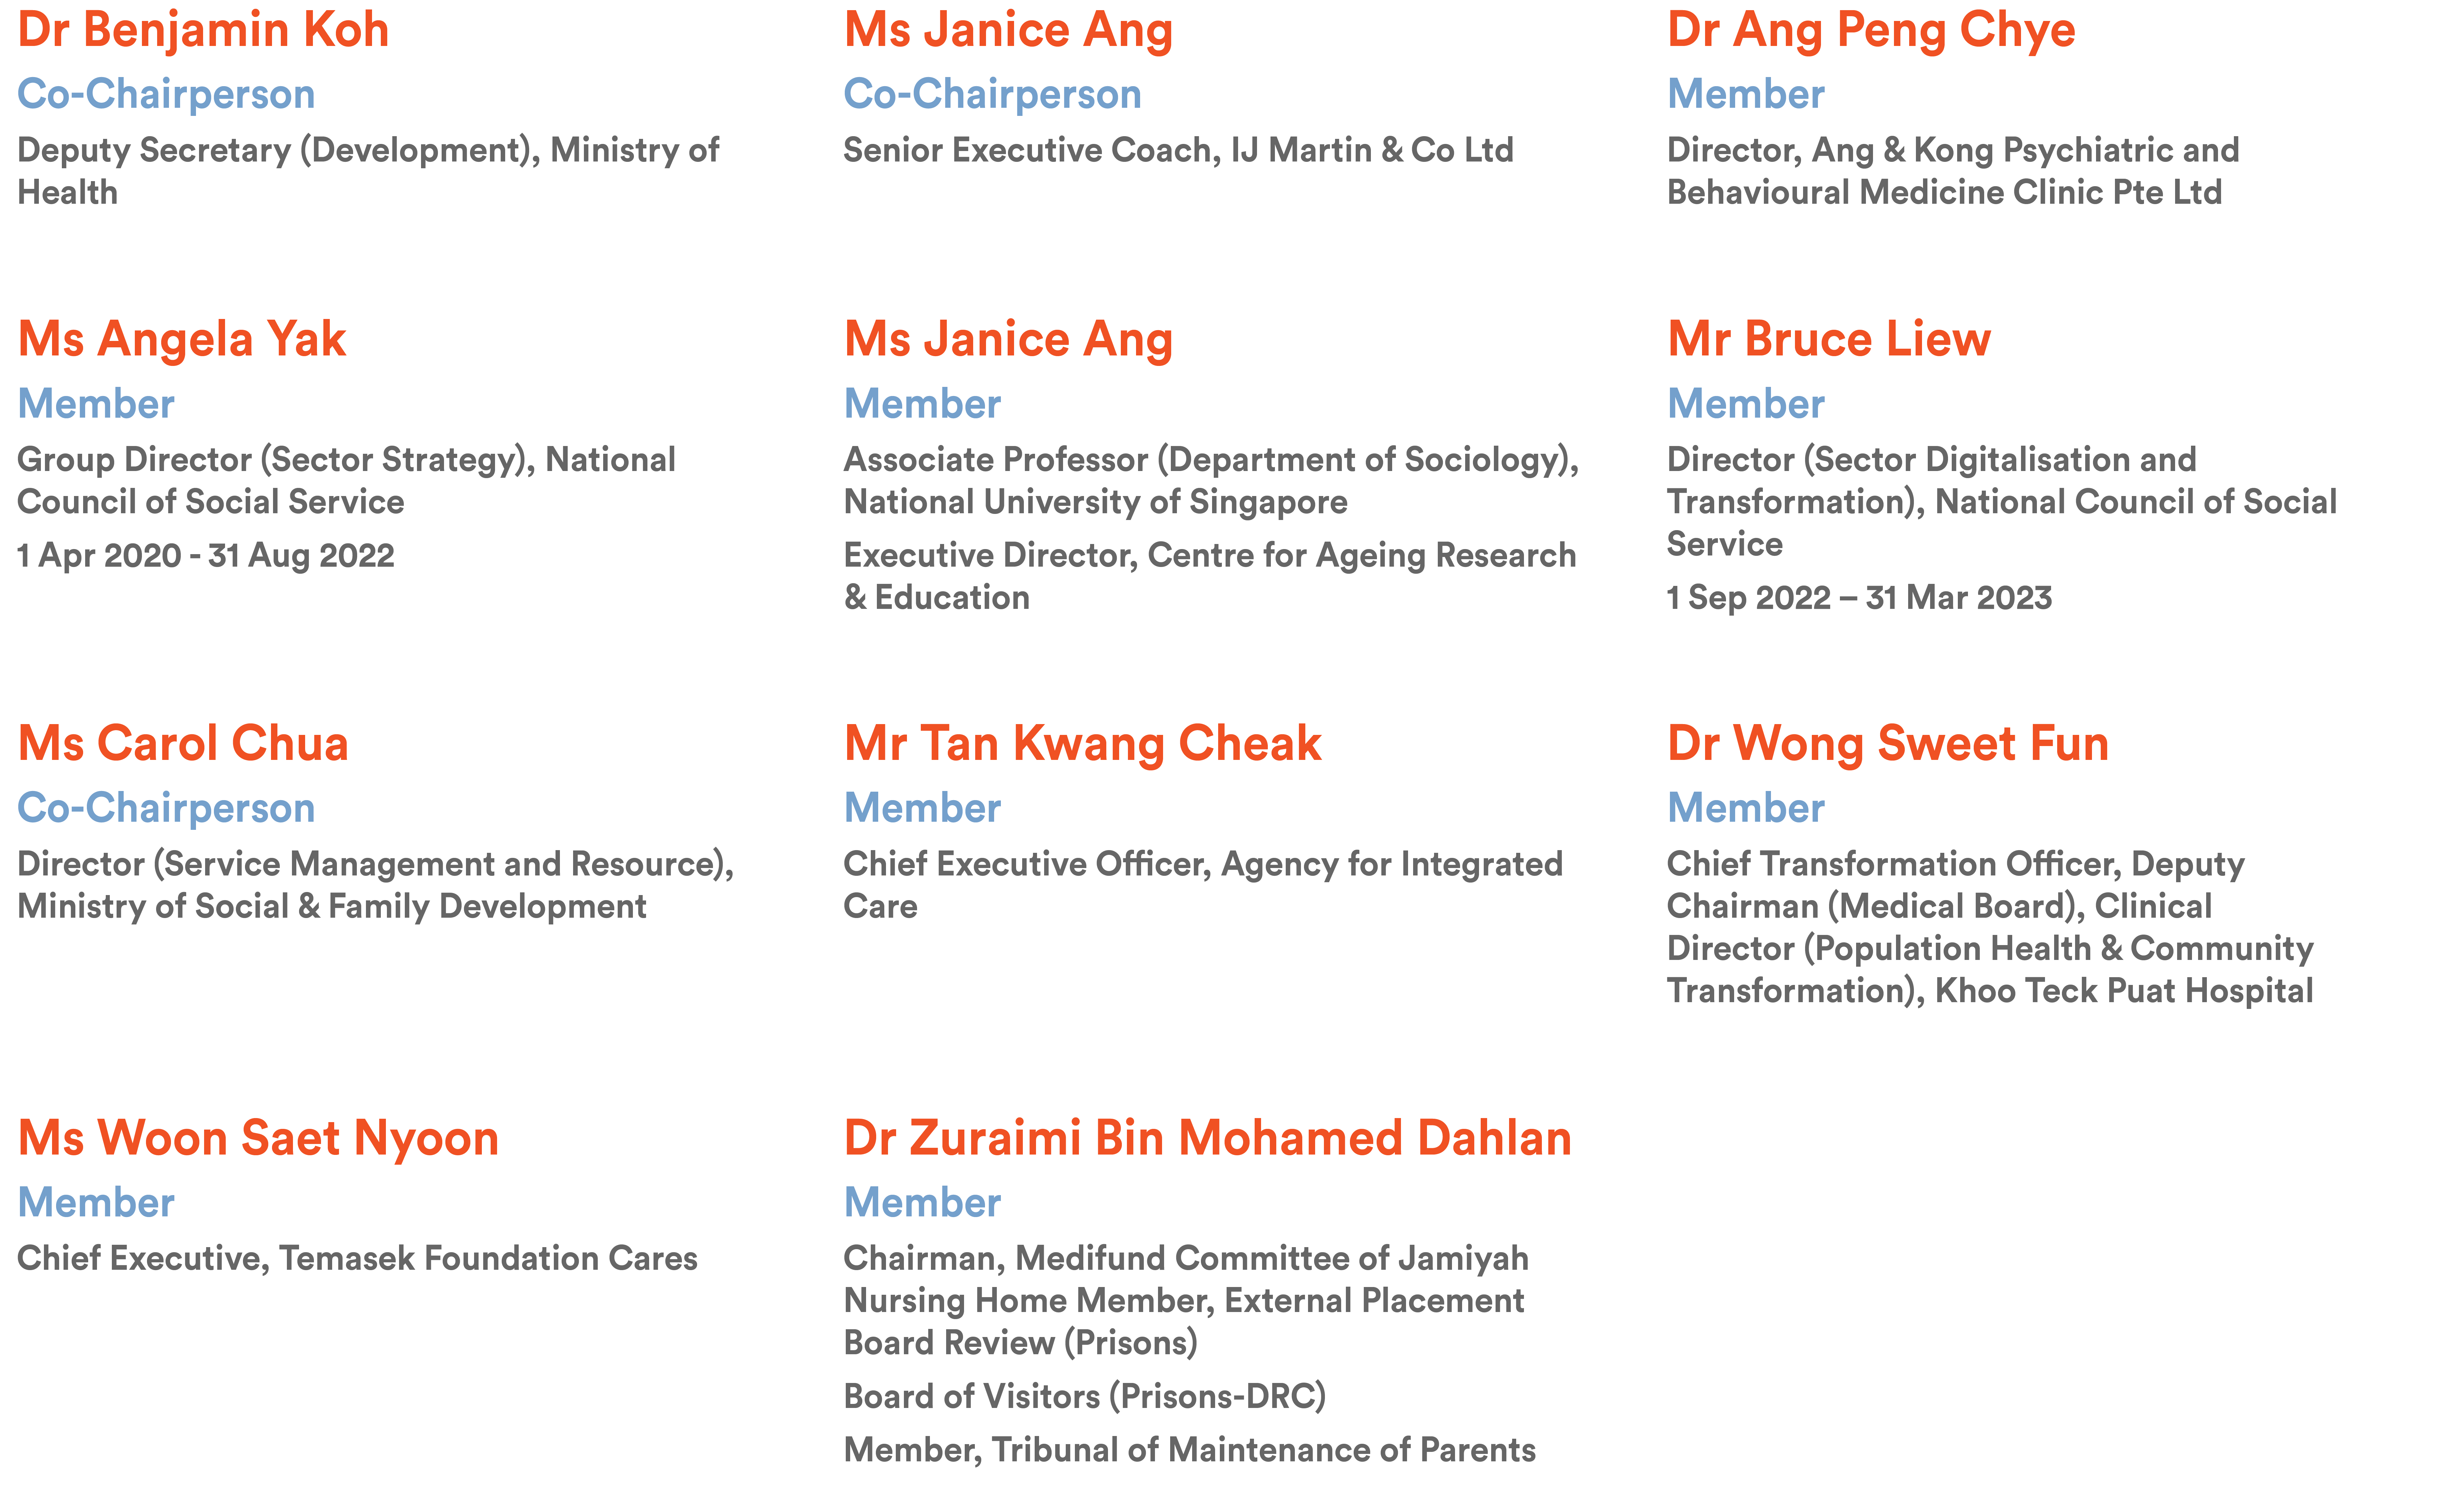 Dr Benjamin Koh
Co-Chairperson
Deputy Secretary (Development), Ministry of
Health
Ms Janice Ang
Co-Chairperson
Senior Executive Coach, IJ Martin & Co Ltd
Dr Ang Peng Chye
Member
Director, Ang & Kong Psychiatric and
Behavioural Medicine Clinic Pte Ltd
Ms Angela Yak
Member
Group Director (Sector Strategy), National
Council of Social Service
1 Apr 2020 - 31 Aug 2022
Ms Janice Ang
Member
Associate Professor (Department of Sociology),
National University of Singapore
Executive Director, Centre for Ageing Research
& Education
Mr Bruce Liew
Member
Director (Sector Digitalisation and
Transformation), National Council of Social
Service
1 Sep 2022 – 31 Mar 2023
Ms Carol Chua
Co-Chairperson
Director (Service Management and Resource),
Ministry of Social & Family Development
Mr Tan Kwang Cheak
Member
Chief Executive Officer, Agency for Integrated
Care
Dr Wong Sweet Fun
Member
Chief Transformation Officer, Deputy
Chairman (Medical Board), Clinical
Director (Population Health & Community
Transformation), Khoo Teck Puat Hospital
Ms Woon Saet Nyoon
Member
Chief Executive, Temasek Foundation Cares
Dr Zuraimi Bin Mohamed Dahlan
Member
Chairman, Medifund Committee of Jamiyah
Nursing Home Member, External Placement
Board Review (Prisons)
Board of Visitors (Prisons-DRC)
Member, Tribunal of Maintenance of Parents